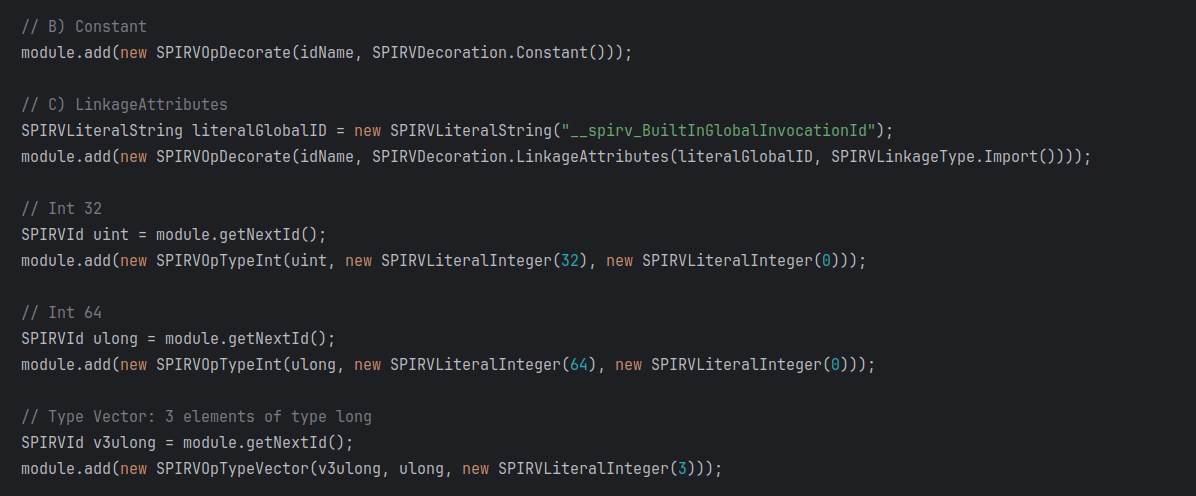 // B) Constant
module.add(new SPIRVOpDecorate(idName, SPIRVDecoration.Constant()));
// C) LinkageAttributes
SPIRVLiteralString literalGlobalID = new SPIRVLiteralString("__spirv_BuiltInGlobalInvocationId");
module.add(new SPIRVOpDecorate(idName, SPIRVDecoration.LinkageAttributes(literalGlobalID, SPIRVLinkageType.Import())));
// Int 32
SPIRVId uint = module.getNextId();
module.add(new SPIRVOpTypeInt(uint, new SPIRVLiteralInteger(32), new SPIRVLiteralInteger(0)));
// Int 64
SPIRVId ulong = module.getNextId();
module.add(new SPIRVOpTypeInt(ulong, new SPIRVLiteralInteger(64), new SPIRVLiteralInteger(0)));
// Type Vector: 3 elements of type long
SPIRVId v3ulong = module.getNextId();
module.add(new SPIRVOpTypeVector(v3ulong, ulong, new SPIRVLiteralInteger(3)));